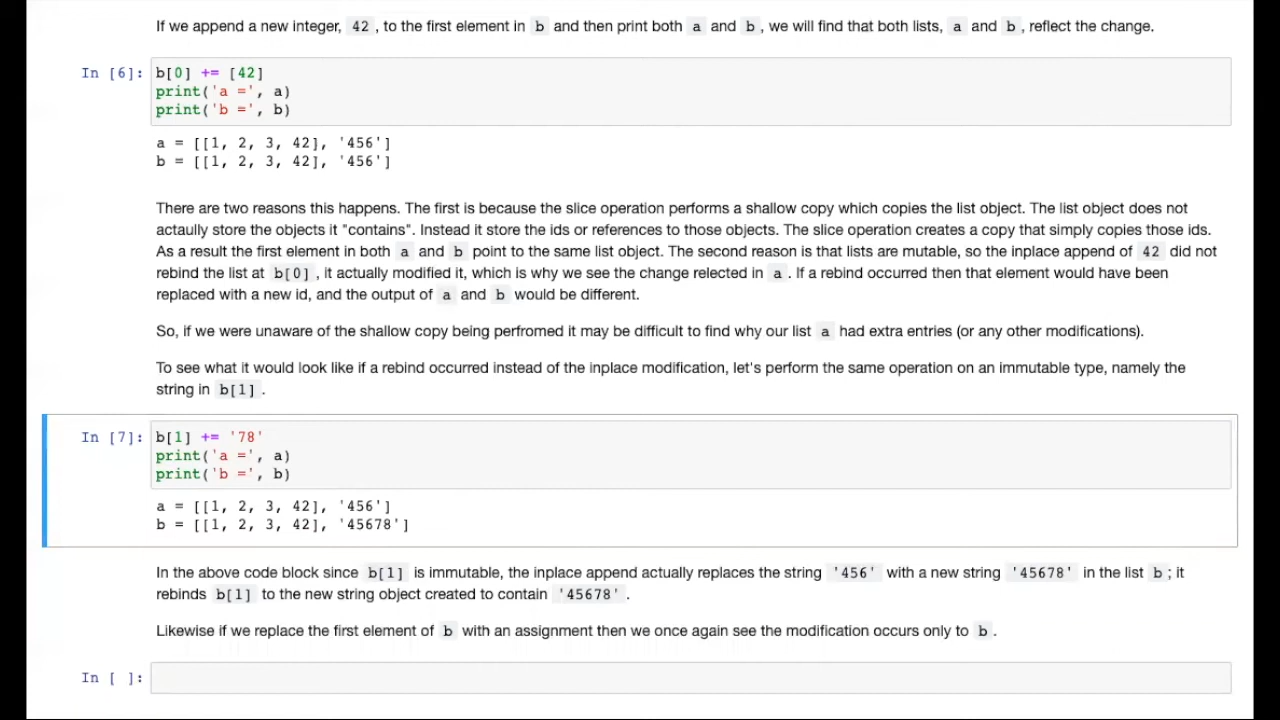 If we append a new integer, 42 , to the first element in b and then print both a and b , we will find that both lists, a and b , reflect the change.
In [6]: b[0] += [42]
print('a =', a)
print('b =', b)
a = [[1, 2, 3, 42], '456']
b = [[1, 2, 3, 42], '456']
There are two reasons this happens. The first is because the slice operation performs a shallow copy which copies the list object. The list object does not
actaully store the objects it "contains". Instead it store the ids or references to those objects. The slice operation creates a copy that simply copies those ids.
As a result the first element in both a and b point to the same list object. The second reason is that lists are mutable, so the inplace append of 42 did not
rebind the list at b[0] , it actually modified it, which is why we see the change relected in a . If a rebind occurred then that element would have been
replaced with a new id, and the output of a and b would be different.
So, if we were unaware of the shallow copy being perfromed it may be difficult to find why our list a had extra entries (or any other modifications).
To see what it would look like if a rebind occurred instead of the inplace modification, let's perform the same operation on an immutable type, namely the
string in b[1] .
In [7]: b[1] += '78'
print('a =', a)
print('b =', b)
a = [[1, 2, 3, 42], '456']
b = [[1, 2, 3, 42], '45678']
In the above code block since b[1] is immutable, the inplace append actually replaces the string '456' with a new string '45678' in the list b ; it
rebinds b[1] to the new string object created to contain '45678' .
Likewise if we replace the first element of b with an assignment then we once again see the modification occurs only to b .
In [ ]: